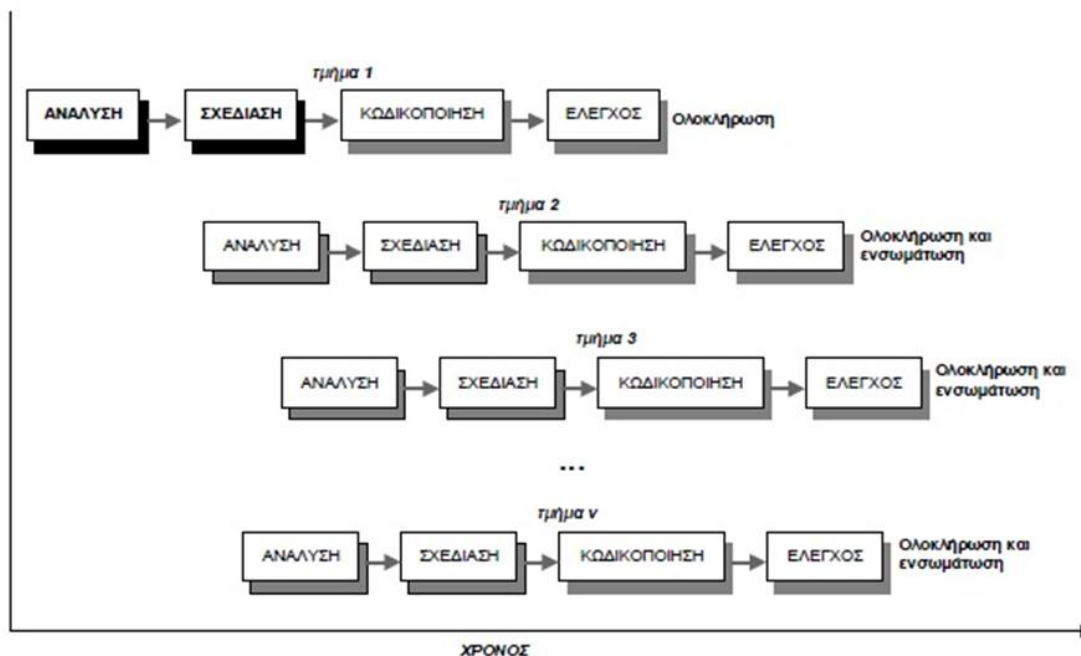 τμήμα 1
ΑΝΑΛΥΣΗ
ΣΧΕΔΙΑΣΗ
ΚΩΔΙΚΟΠΟΙΗΣΗ
ΕΛΕΓΧΟΣ
Ολοκλήρωση
τμήμα 2
ΑΝΑΛΥΣΗ
ΣΧΕΔΙΑΣΗ
ΚΩΔΙΚΟΠΟΙΗΣΗ
ΕΛΕΓΧΟΣ
Ολοκλήρωση και
ενσωμάτωση
τμήμα 3
ΑΝΑΛΥΣΗ
ΣΧΕΔΙΑΣΗ
ΚΩΔΙΚΟΠΟΙΗΣΗ
ΕΛΕΓΧΟΣ
Ολοκλήρωση και
ενσωμάτωση
...
τμήμα ν
ΑΝΑΛΥΣΗ
ΣΧΕΔΙΑΣΗ
ΚΩΔΙΚΟΠΟΙΗΣΗ
ΕΛΕΓΧΟΣ
Ολοκλήρωση και
ενσωμάτωση
ΧΡΟΝΟΣ